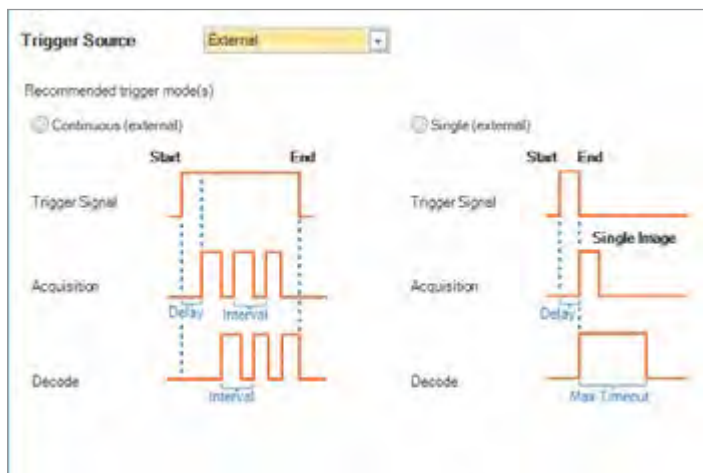 Trigger Source External
Recommended trigger mode(s)
Continuous (external)
Start End
Trigger Signal
Acquisition
Delay Interval
Decode
Interval
Single (external)
Start End
Trigger Signal
Single Image
Acquisition
Delay
Decode
Max Timeout